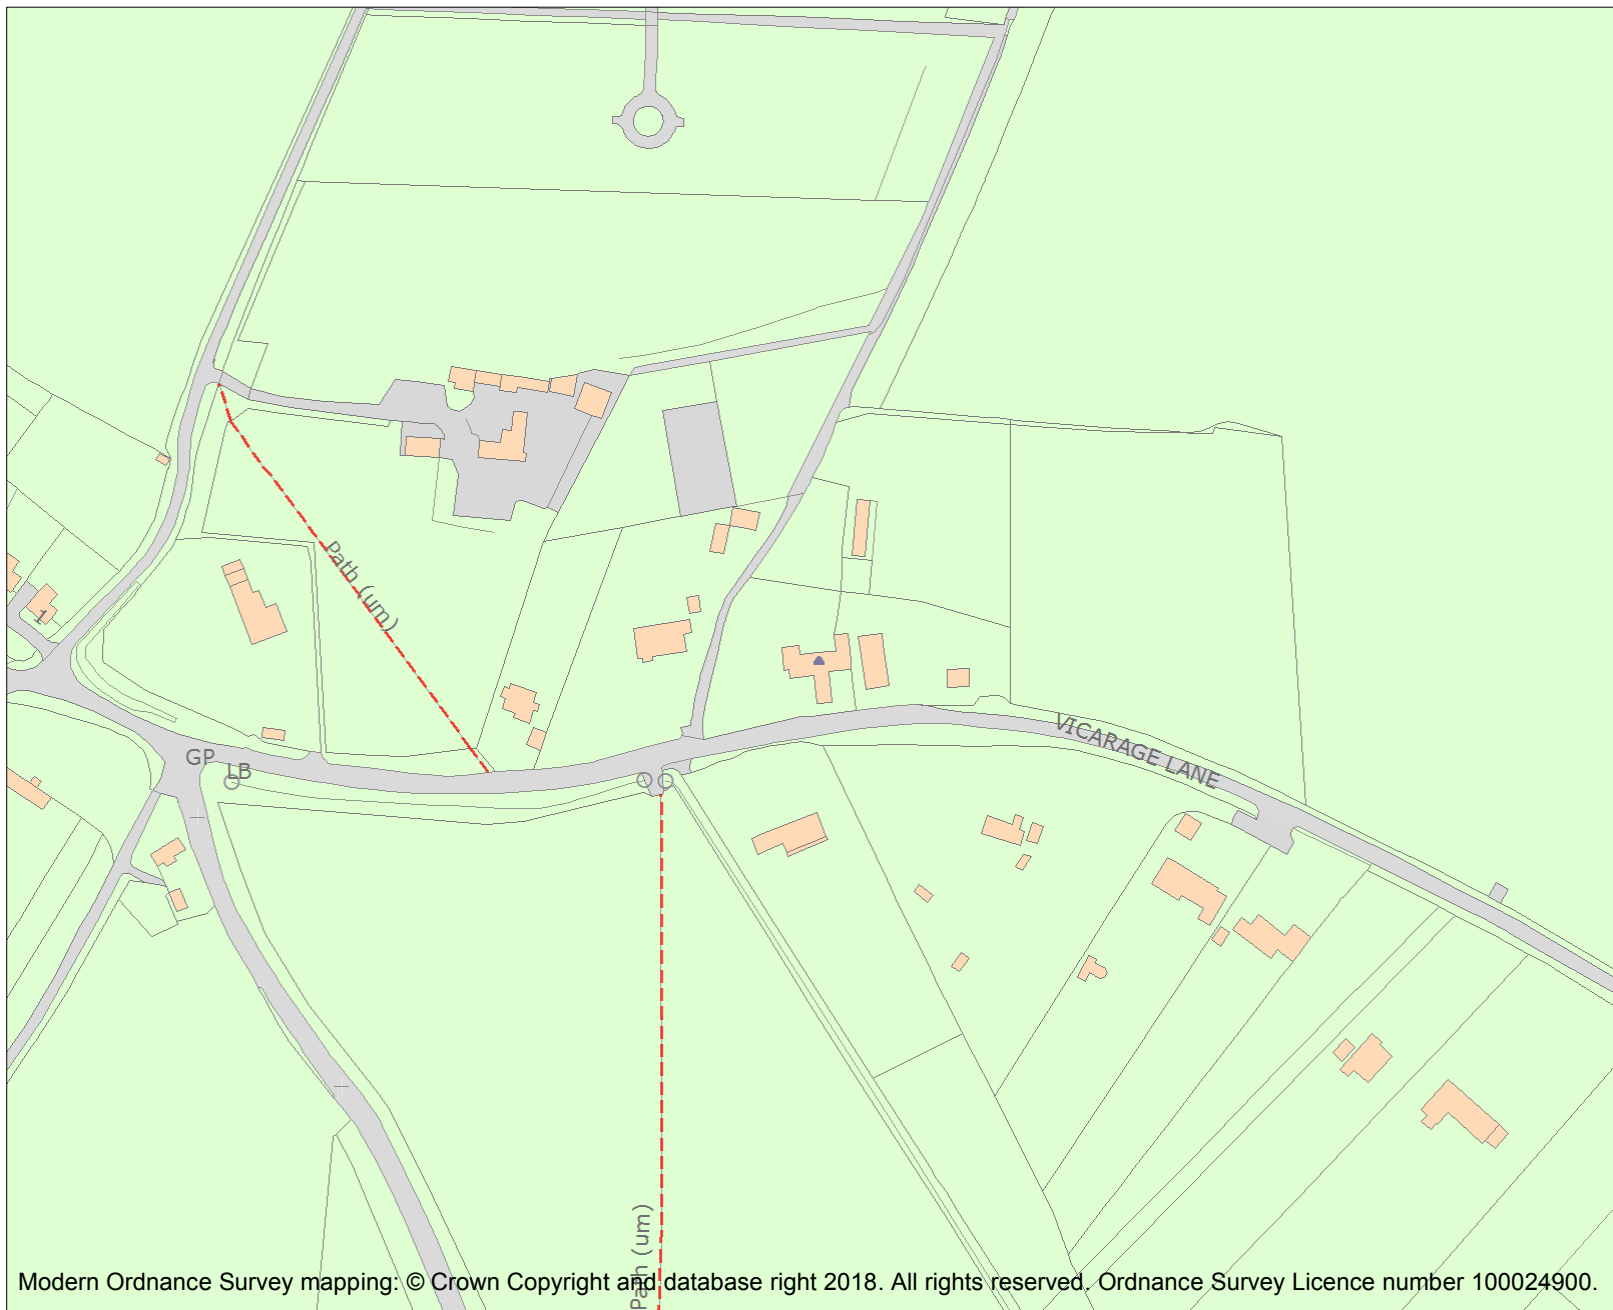 Path (um)
1
VICARAGE LANE
GP
LB
Path (um)
Modern Ordnance Survey mapping: © Crown Copyright and database right 2018. All rights reserved. Ordnance Survey Licence number 100024900.